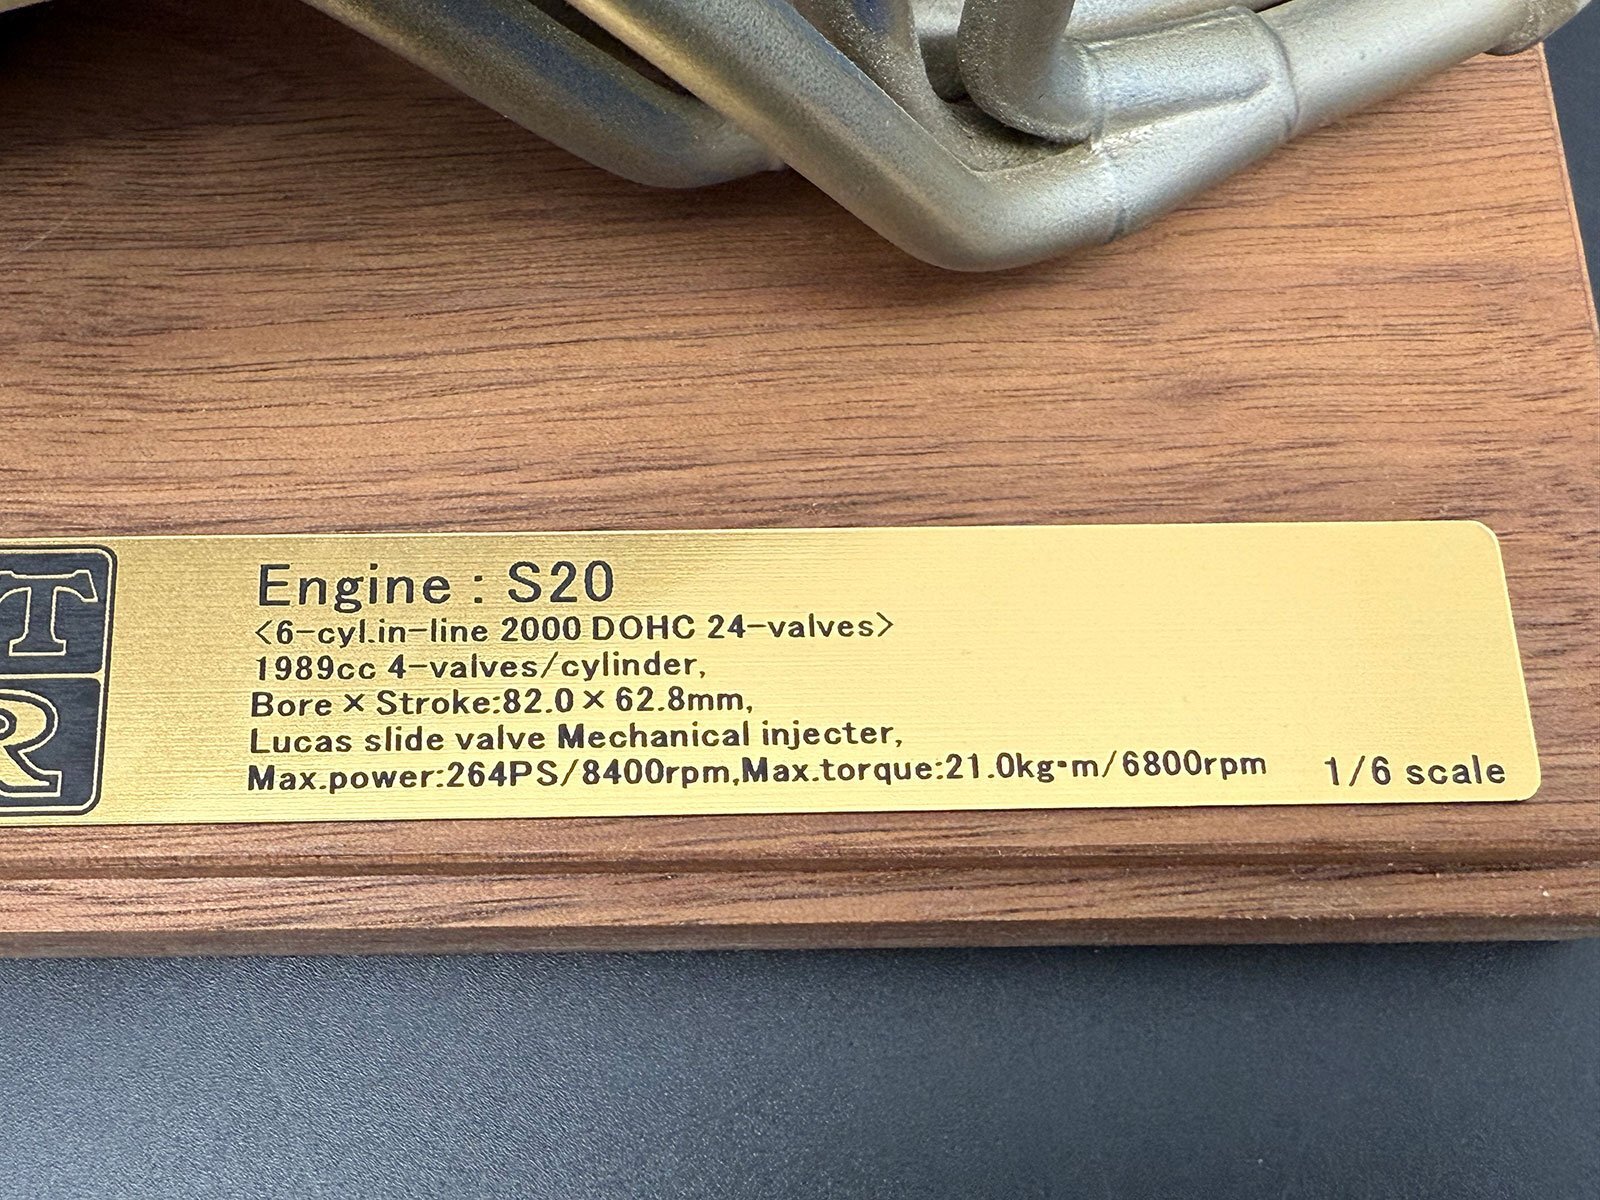 T
R
Engine : S20
<6-cyl.in-line 2000 DOHC 24-valves>
1989cc 4-valves/cylinder,
Bore × Stroke:82.0 × 62.8mm,
Lucas slide valve Mechanical injecter,
Max.power:264PS/8400rpm,Max.torque:21.0kg·m/6800rpm
1/6 scale